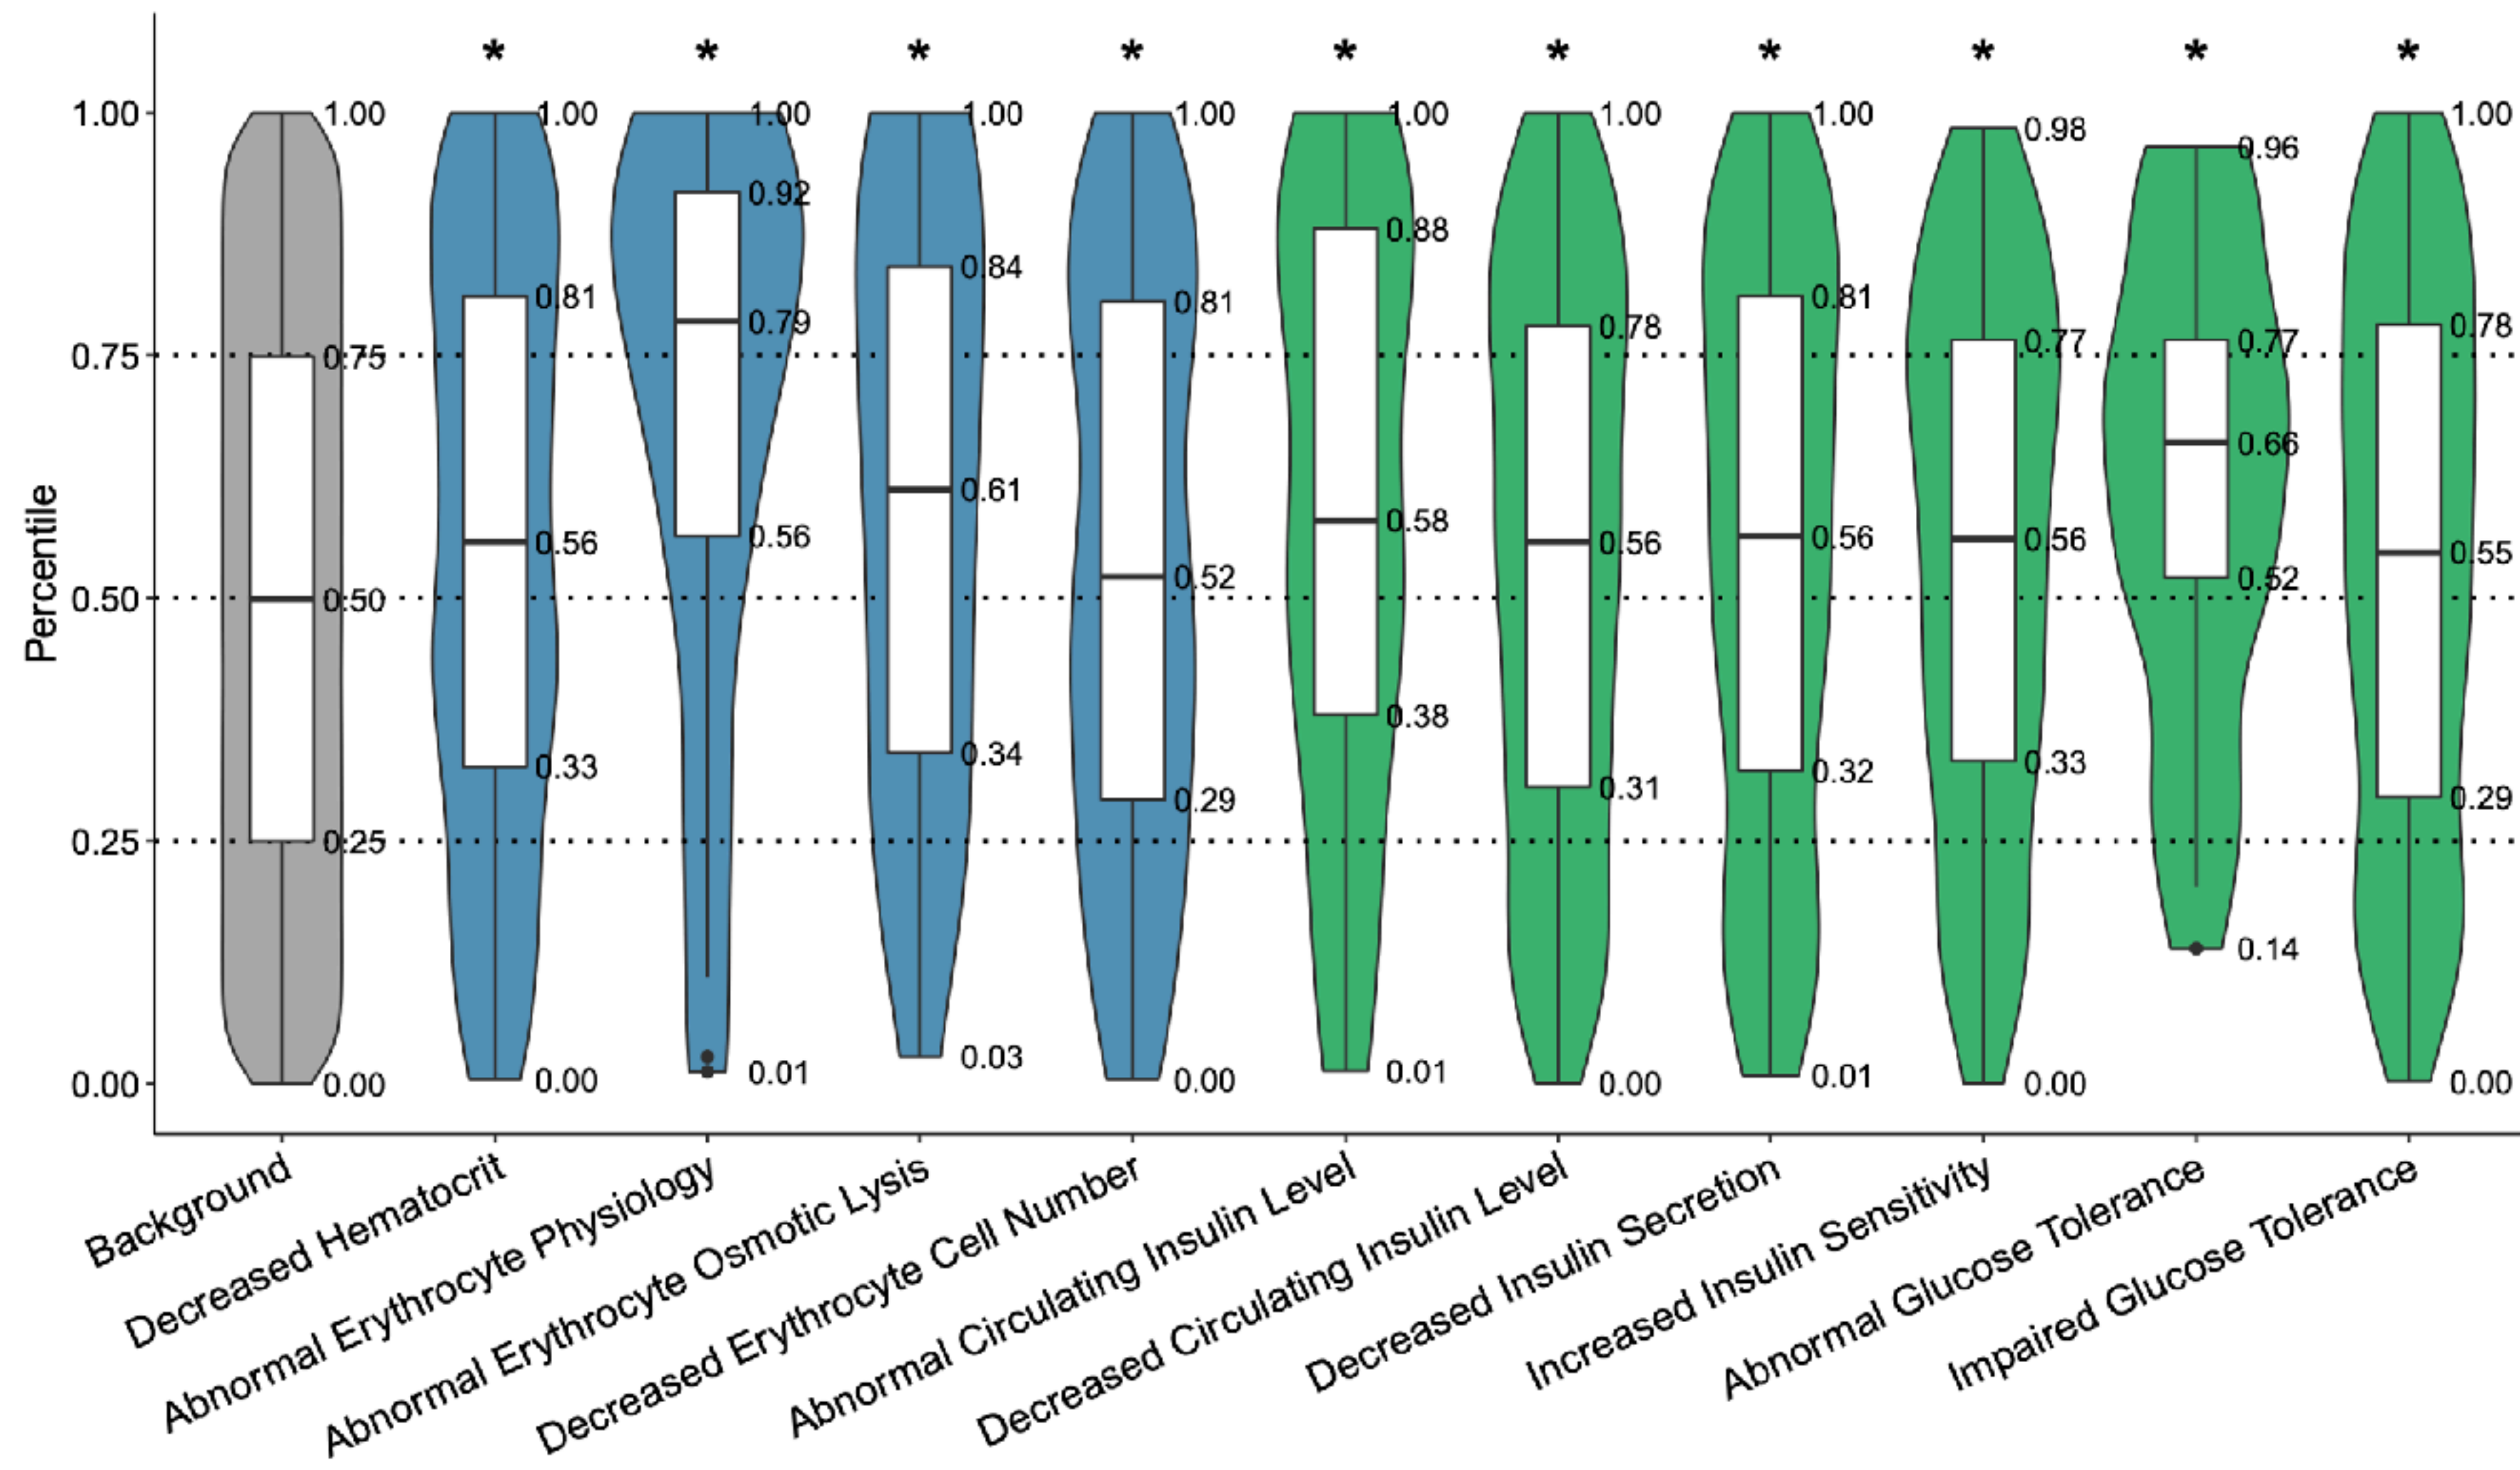 * * * * * * * * * *
1.00 1.00 1.00 1.00 1.00 1.00 1.00 1.00 1.00 0.98 0.96 1.00
0.92
0.88
0.84
0.81 0.81 0.81
0.79
0.78 0.78
0.77 0.77
0.75 0.75
0.66
0.61
0.58
0.56 0.56 0.56 0.56 0.56
0.55
0.52 0.52
0.50 0.50
0.38
0.34
0.33 0.33
0.32
0.31
0.29 0.29
0.25 0.25
0.14
0.03
0.01 0.01 0.01
0.00 0.00 0.00 0.00 0.00 0.00 0.00
Percentile
Background
Decreased Hematocrit
Abnormal Erythrocyte Physiology
Abnormal Erythrocyte Osmotic Lysis
Decreased Erythrocyte Cell Number
Abnormal Circulating Insulin Level
Decreased Circulating Insulin Level
Decreased Insulin Secretion
Increased Insulin Sensitivity
Abnormal Glucose Tolerance
Impaired Glucose Tolerance